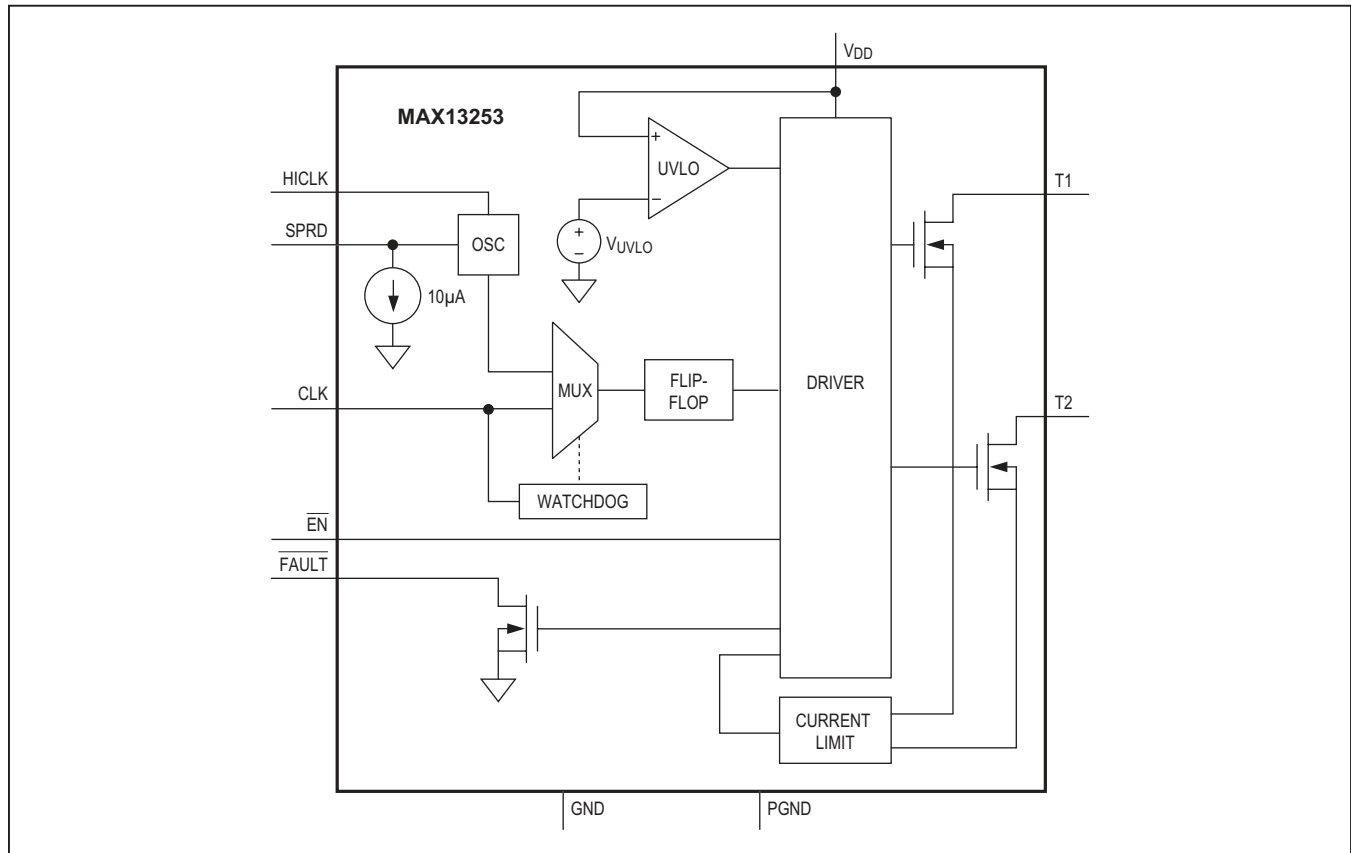 VDD
MAX13253
+
UVLO
−
HICLK
T1
SPRD
OSC
+
−
VUVLO
10µA
CLK
MUX
FLIP-
FLOP
DRIVER
T2
WATCHDOG
EN
FAULT
CURRENT
LIMIT
GND
PGND